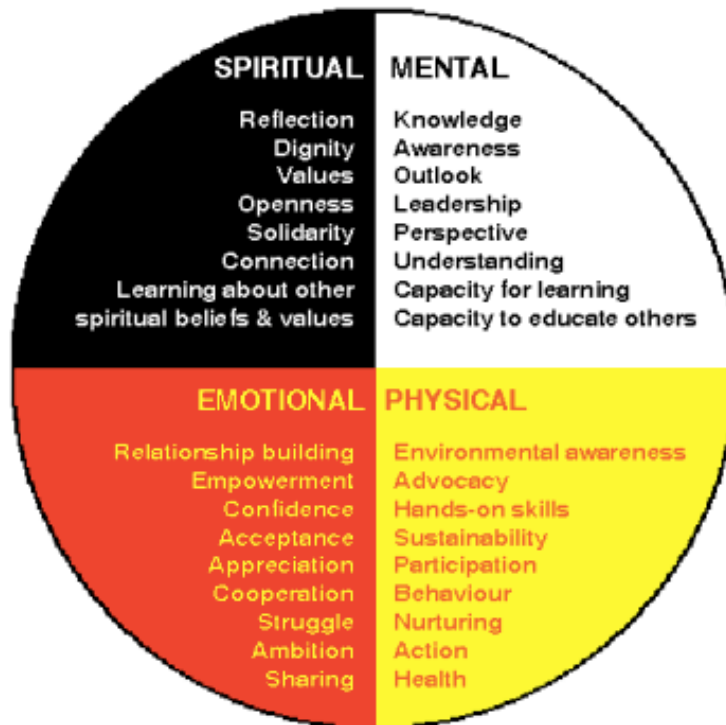 SPIRITUAL
Reflection
Dignity
Values
Openness
Solidarity
Connection
Learning about other
spiritual beliefs & values
MENTAL
Knowledge
Awareness
Outlook
Leadership
Perspective
Understanding
Capacity for learning
Capacity to educate others
EMOTIONAL
Relationship building
Empowerment
Confidence
Acceptance
Appreciation
Cooperation
Struggle
Ambition
Sharing
PHYSICAL
Environmental awareness
Advocacy
Hands-on skills
Sustainability
Participation
Behaviour
Nurturing
Action
Health